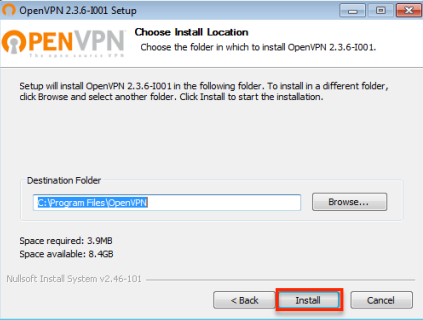 OpenVPN 2.3.6-I001 Setup
OPENVPN
The open source VPN
Choose Install Location
Choose the folder in which to install OpenVPN 2.3.6-I001.
Setup will install OpenVPN 2.3.6-I001 in the following folder. To install in a different folder,
click Browse and select another folder. Click Install to start the installation.
Destination Folder
C:\Program Files\OpenVPN
Browse...
Space required: 3.9MB
Space available: 8.4GB
Nullsoft Install System v2.46-101
< Back
Install
Cancel